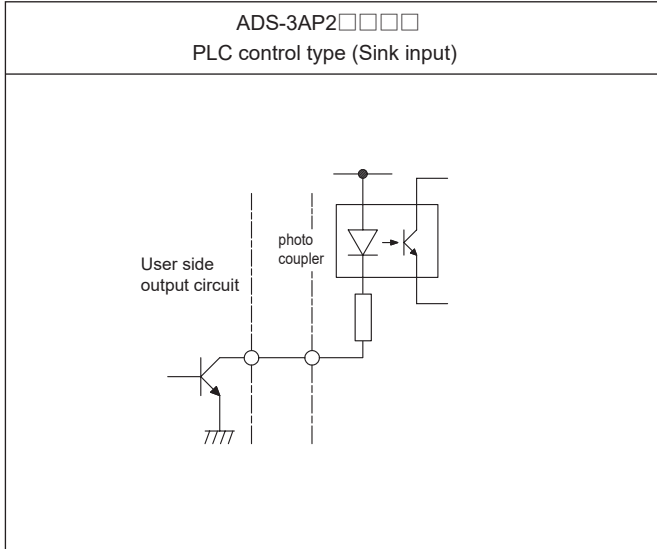 ADS-3AP2□□□□
PLC control type (Sink input)
photo
coupler
User side
output circuit